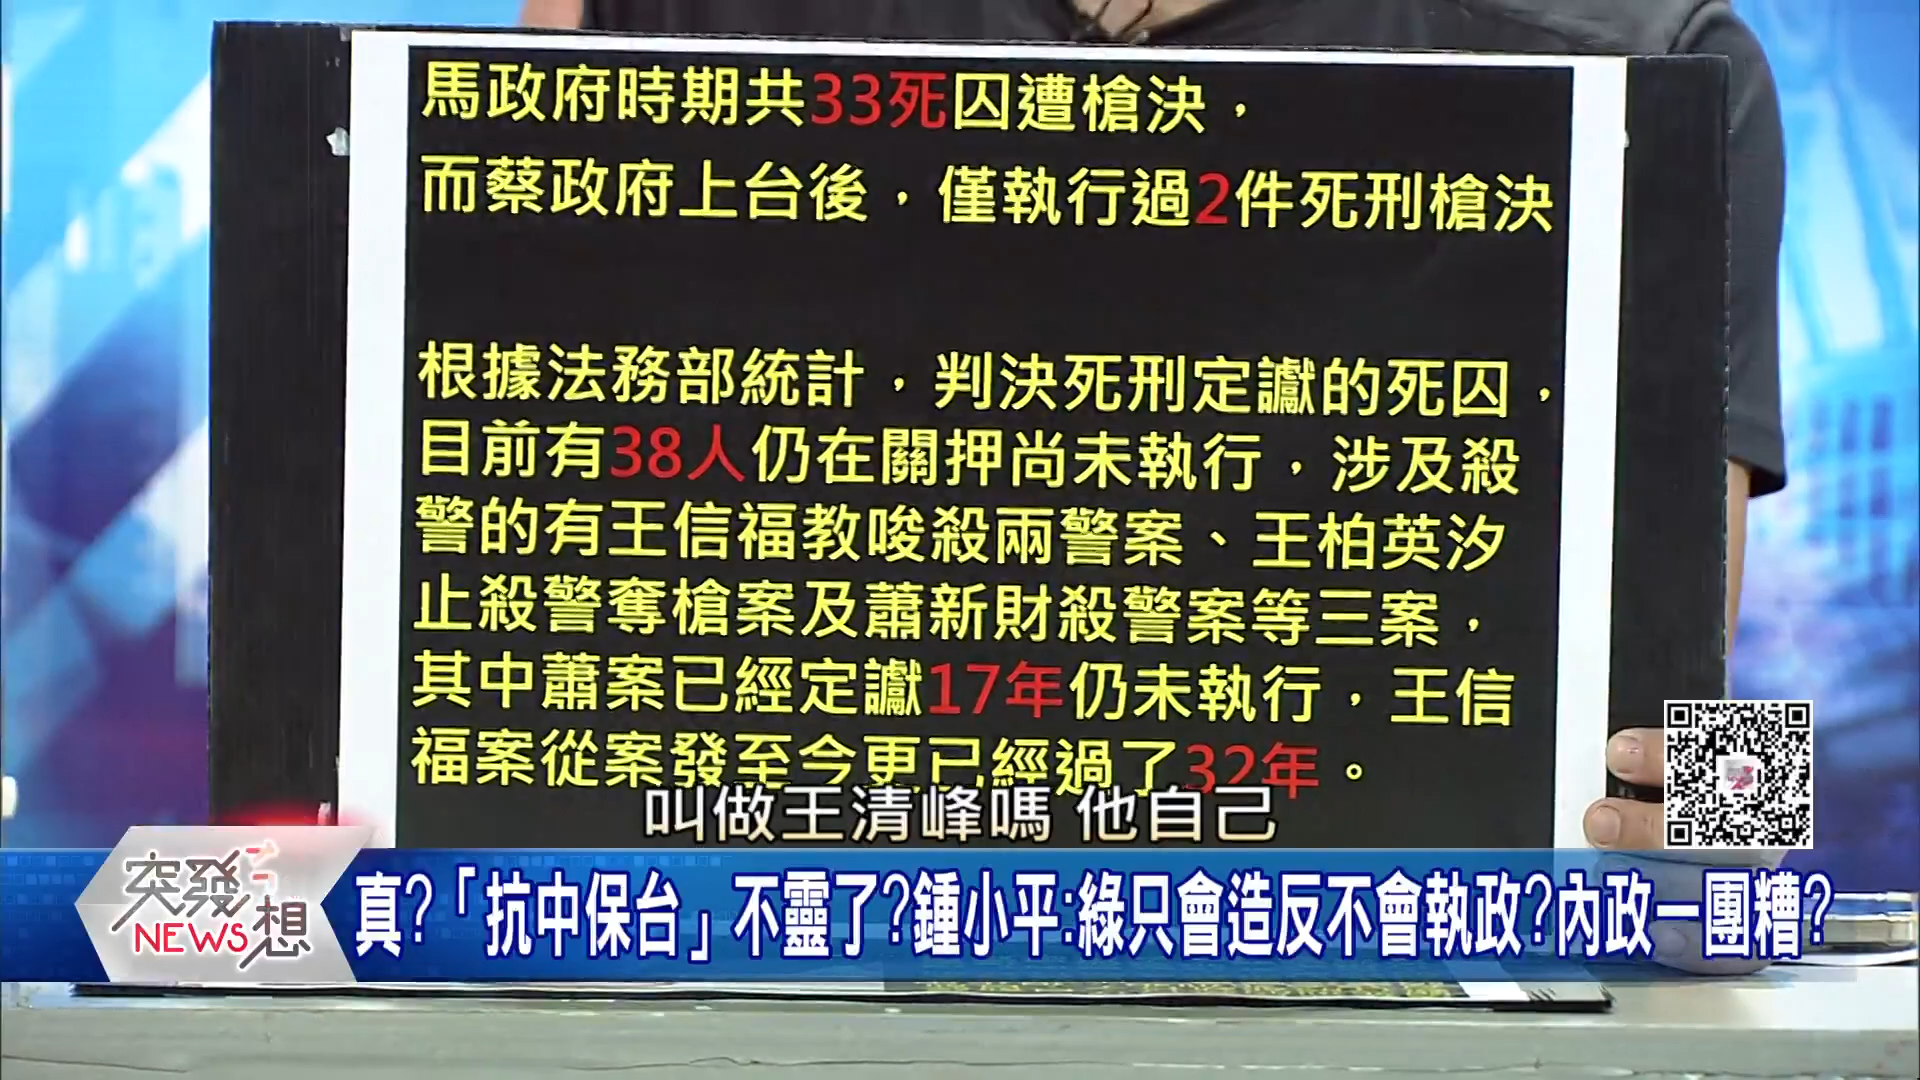 馬政府時期共33死囚遭槍決，
而蔡政府上台後，僅執行過2件死刑槍決
根據法務部統計，判決死刑定讞的死囚，
目前有38人仍在關押尚未執行，涉及殺
警的有王信福教唆殺兩警案、王柏英汐
止殺警奪槍案及蕭新財殺警案等三案，
其中蕭案已經定讞17年仍未執行，王信
福案從案發至今更已經過了32年。
叫做王清峰嗎 他自己
突發奇想
NEWS
真?「抗中保台」不靈了?鍾小平:綠只會造反不會執政?內政一團糟?